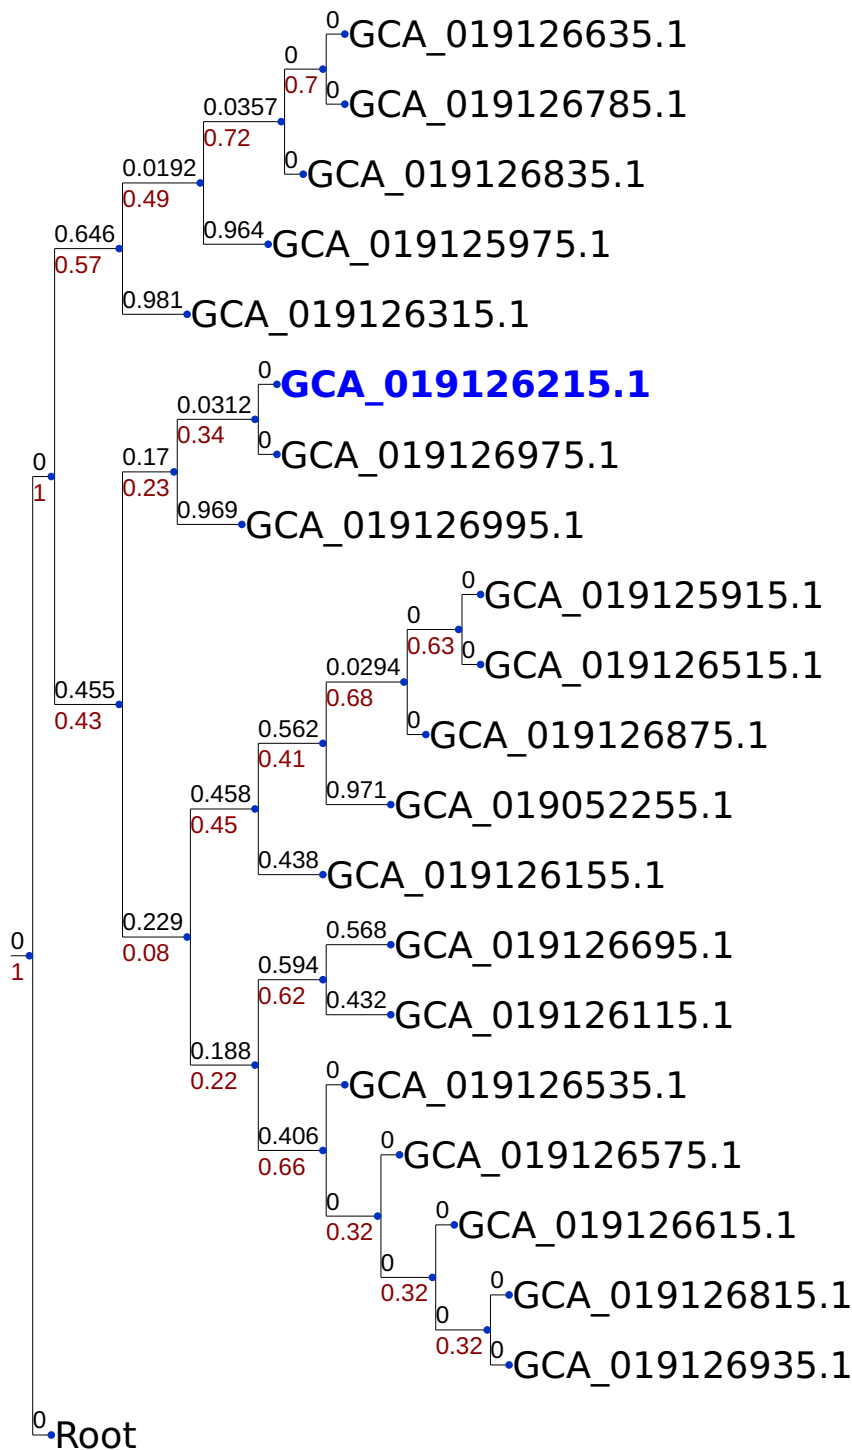 0
GCA_019126635.1
0
0.7
0
GCA_019126785.1
0.0357
0.72
0
GCA_019126835.1
0.0192
0.49
0.964
GCA_019125975.1
0.646
0.57
0.981
GCA_019126315.1
0
GCA_019126215.1
0.0312
0.34
0
GCA_019126975.1
0.17
0.23
0
1
0.969
GCA_019126995.1
0
GCA_019125915.1
0
0.63
0
GCA_019126515.1
0.0294
0.68
0
GCA_019126875.1
0.455
0.43
0.562
0.41
0.971
GCA_019052255.1
0.458
0.45
0.438
GCA_019126155.1
0.229
0.08
0
1
0.568
GCA_019126695.1
0.594
0.62
0.432
GCA_019126115.1
0.188
0.22
0
GCA_019126535.1
0.406
0.66
0
GCA_019126575.1
0
0.32
0
GCA_019126615.1
0
0.32
0
GCA_019126815.1
0
0.32
0
GCA_019126935.1
0
Root